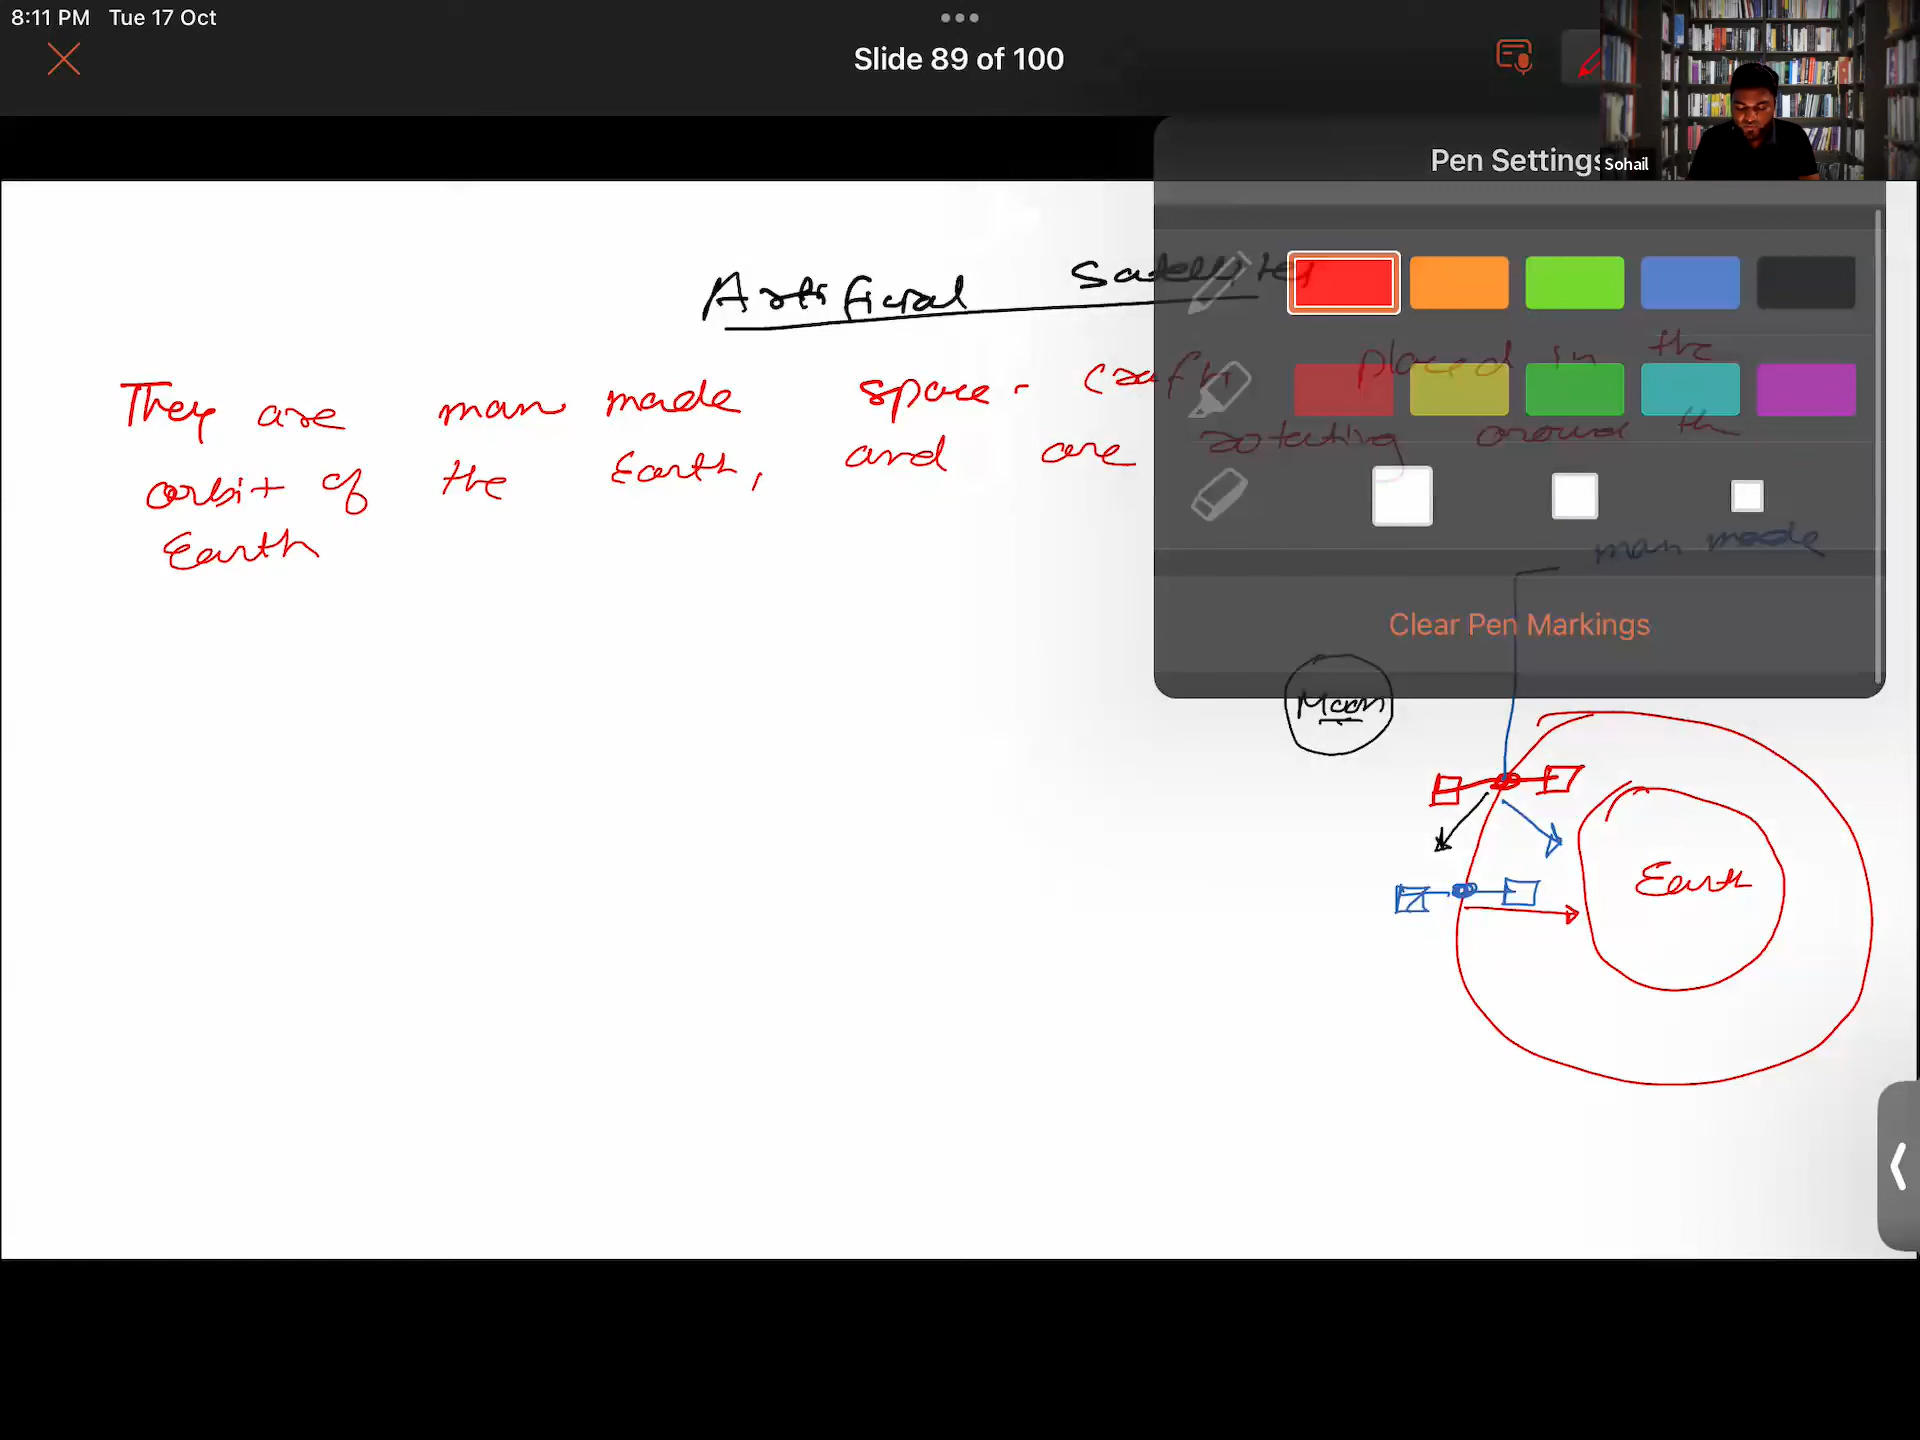 8:11 PM Tue 17 Oct
Slide 89 of 100
Pen Settings
Sohail
Artificial Satellites
They are man made space-crafts placed in the
orbit of the Earth, and are rotating around the
Earth
man made
Clear Pen Markings
Moon
Earth